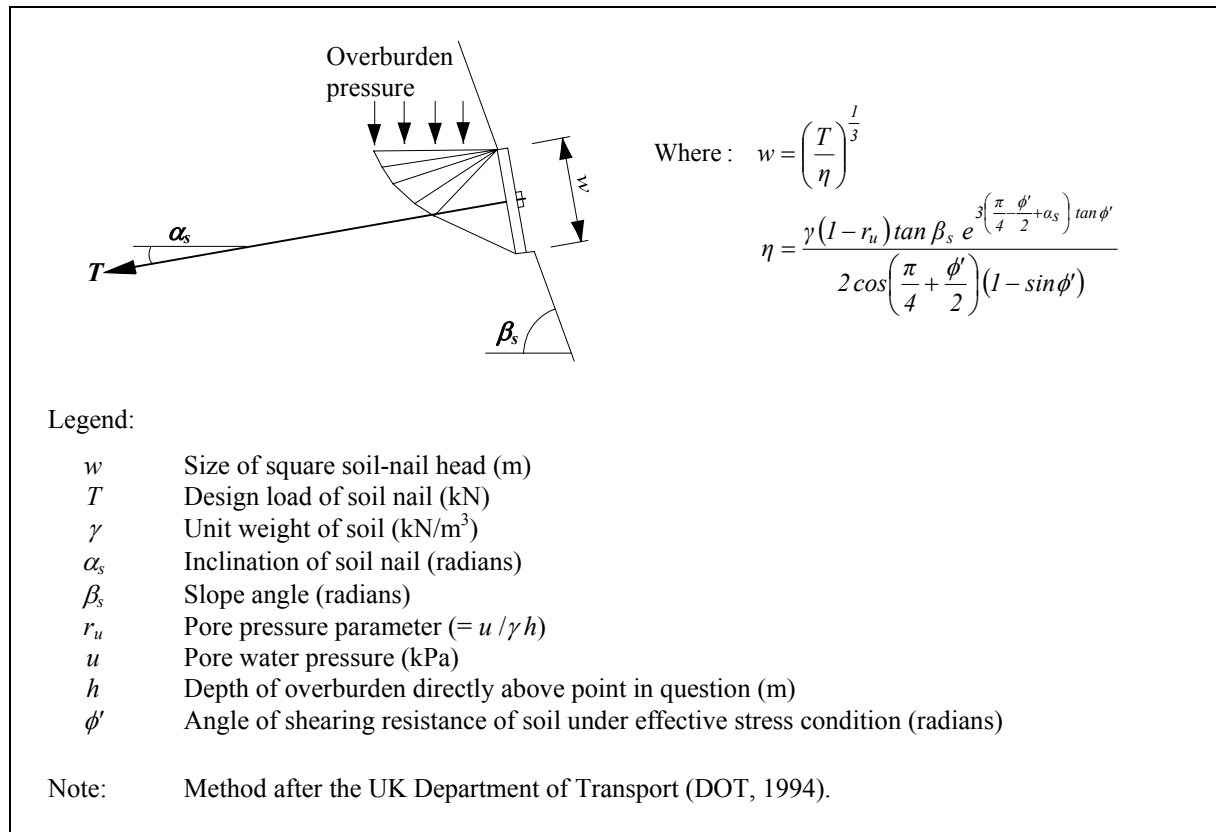 Overburden
pressure
w
α_s
T
β_s
Where : w = (T/η)^(1/3)
η = γ(1 − r_u) tan β_s e^(3(π/4 − φ′/2 + α_s) tan φ′) / (2 cos(π/4 + φ′/2)(1 − sin φ′))
Legend:
w Size of square soil-nail head (m)
T Design load of soil nail (kN)
γ Unit weight of soil (kN/m³)
α_s Inclination of soil nail (radians)
β_s Slope angle (radians)
r_u Pore pressure parameter (= u /γ h)
u Pore water pressure (kPa)
h Depth of overburden directly above point in question (m)
φ′ Angle of shearing resistance of soil under effective stress condition (radians)
Note: Method after the UK Department of Transport (DOT, 1994).